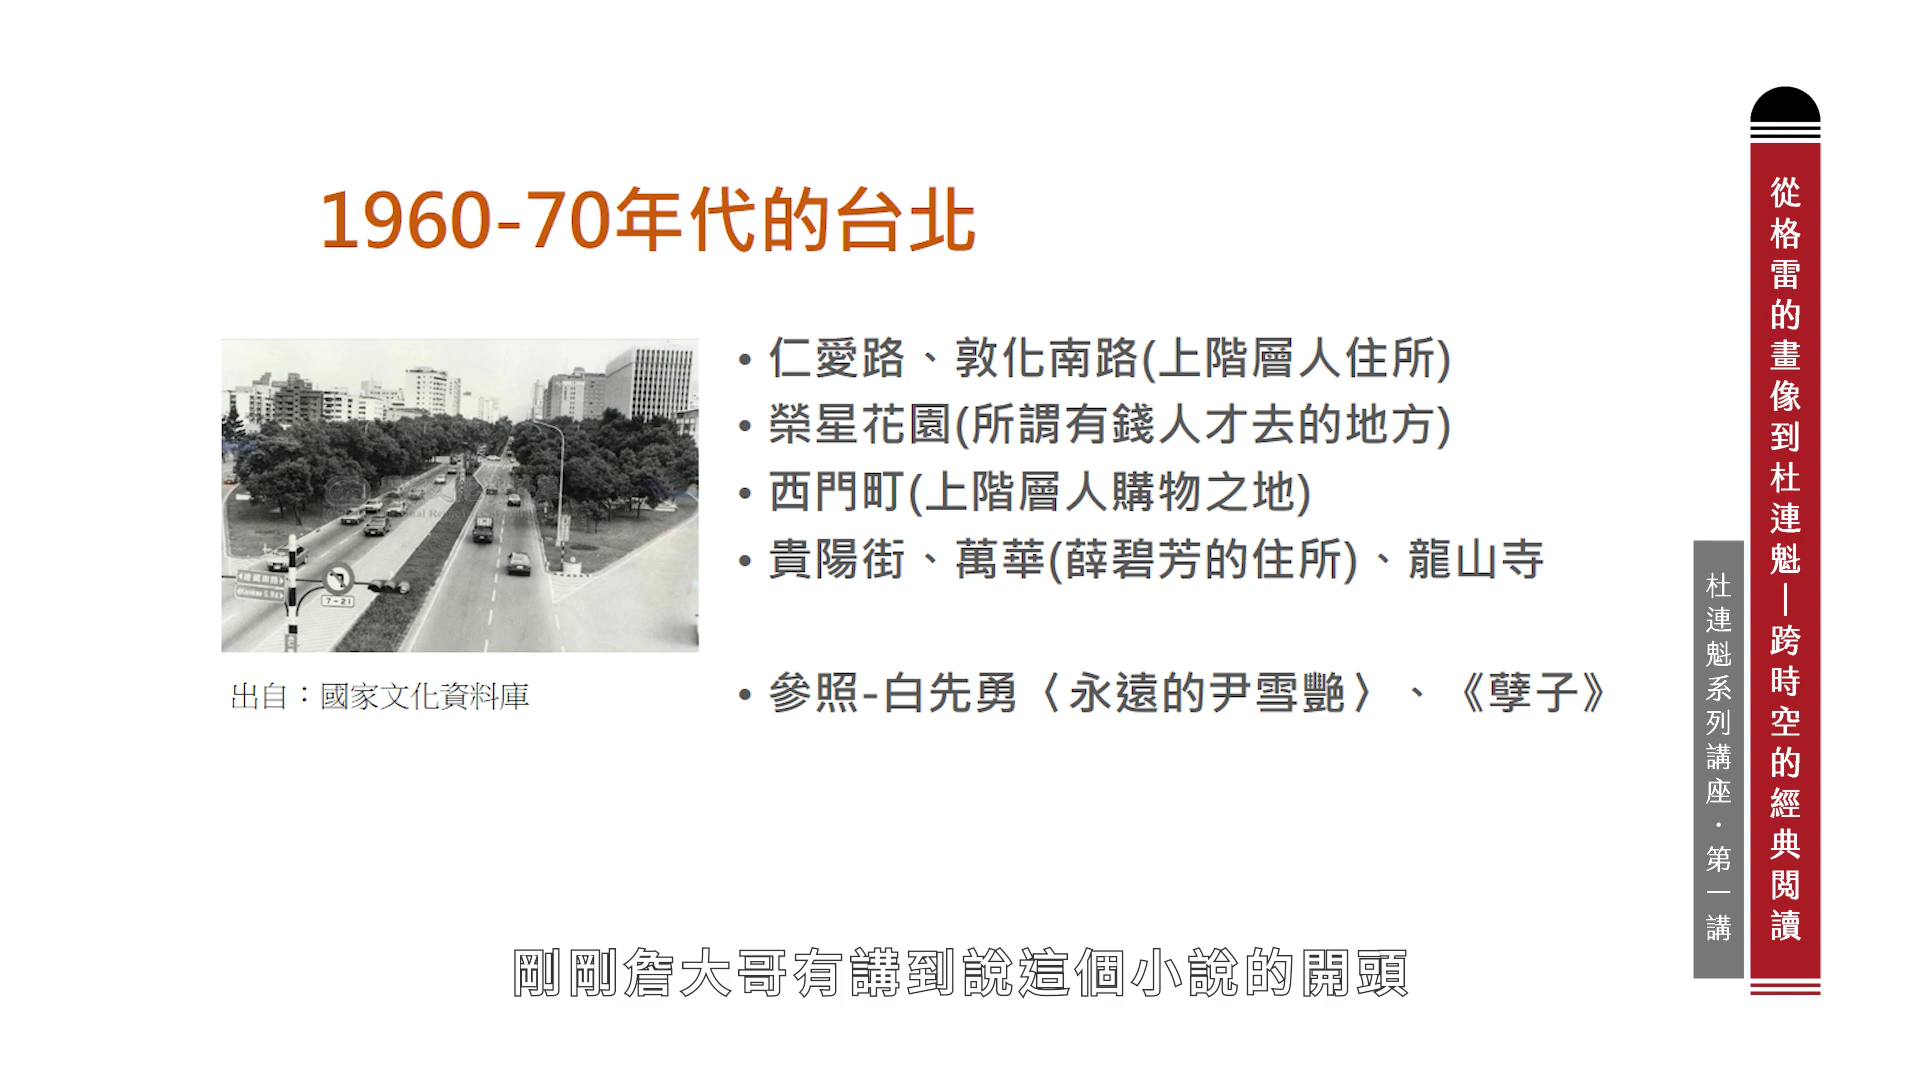 1960-70年代的台北
• 仁愛路、敦化南路(上階層人住所)
• 榮星花園(所謂有錢人才去的地方)
• 西門町(上階層人購物之地)
• 貴陽街、萬華(薛碧芳的住所)、龍山寺
• 參照-白先勇〈永遠的尹雪艷〉、《孽子》
7-21
出自：國家文化資料庫
從格雷的畫像到杜連魁—跨時空的經典閱讀
杜連魁系列講座．第一講
剛剛詹大哥有講到說這個小說的開頭